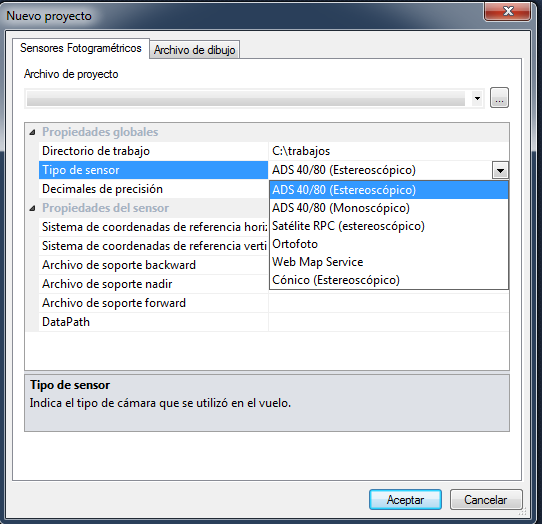 Nuevo proyecto
Sensores Fotogramétricos Archivo de dibujo
Archivo de proyecto
...
Propiedades globales
Directorio de trabajo C:\trabajos
Tipo de sensor ADS 40/80 (Estereoscópico)
Decimales de precisión ADS 40/80 (Estereoscópico)
Propiedades del sensor ADS 40/80 (Monoscópico)
Sistema de coordenadas de referencia horiz Satélite RPC (estereoscópico)
Sistema de coordenadas de referencia verti Ortofoto
Archivo de soporte backward Web Map Service
Archivo de soporte nadir Cónico (Estereoscópico)
Archivo de soporte forward
DataPath
Tipo de sensor
Indica el tipo de cámara que se utilizó en el vuelo.
Aceptar Cancelar